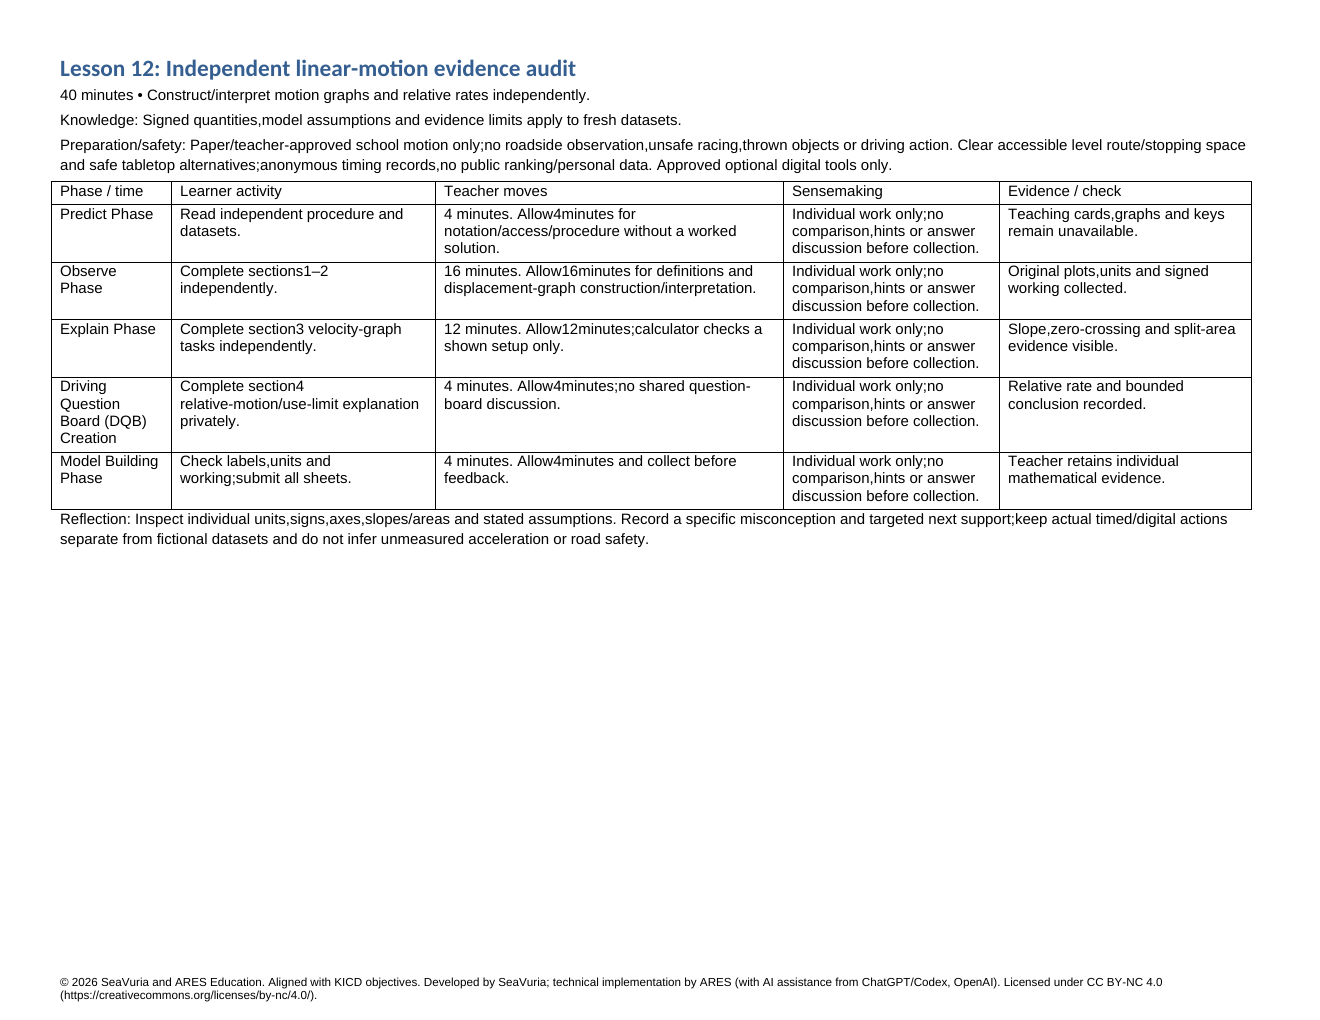 Lesson 12: Independent linear-motion evidence audit
40 minutes • Construct/interpret motion graphs and relative rates independently.
Knowledge: Signed quantities,model assumptions and evidence limits apply to fresh datasets.
Preparation/safety: Paper/teacher-approved school motion only;no roadside observation,unsafe racing,thrown objects or driving action. Clear accessible level route/stopping space
and safe tabletop alternatives;anonymous timing records,no public ranking/personal data. Approved optional digital tools only.
Phase / time
Learner activity
Teacher moves
Sensemaking
Evidence / check
Predict Phase
Read independent procedure and
datasets.
4 minutes. Allow4minutes for
notation/access/procedure without a worked
solution.
Individual work only;no
comparison,hints or answer
discussion before collection.
Teaching cards,graphs and keys
remain unavailable.
Observe
Phase
Complete sections1–2
independently.
16 minutes. Allow16minutes for definitions and
displacement-graph construction/interpretation.
Individual work only;no
comparison,hints or answer
discussion before collection.
Original plots,units and signed
working collected.
Explain Phase
Complete section3 velocity-graph
tasks independently.
12 minutes. Allow12minutes;calculator checks a
shown setup only.
Individual work only;no
comparison,hints or answer
discussion before collection.
Slope,zero-crossing and split-area
evidence visible.
Driving
Question
Board (DQB)
Creation
Complete section4
relative-motion/use-limit explanation
privately.
4 minutes. Allow4minutes;no shared question-
board discussion.
Individual work only;no
comparison,hints or answer
discussion before collection.
Relative rate and bounded
conclusion recorded.
Model Building
Phase
Check labels,units and
working;submit all sheets.
4 minutes. Allow4minutes and collect before
feedback.
Individual work only;no
comparison,hints or answer
discussion before collection.
Teacher retains individual
mathematical evidence.
Reflection: Inspect individual units,signs,axes,slopes/areas and stated assumptions. Record a specific misconception and targeted next support;keep actual timed/digital actions
separate from fictional datasets and do not infer unmeasured acceleration or road safety.
© 2026 SeaVuria and ARES Education. Aligned with KICD objectives. Developed by SeaVuria; technical implementation by ARES (with AI assistance from ChatGPT/Codex, OpenAI). Licensed under CC BY-NC 4.0
(https://creativecommons.org/licenses/by-nc/4.0/).